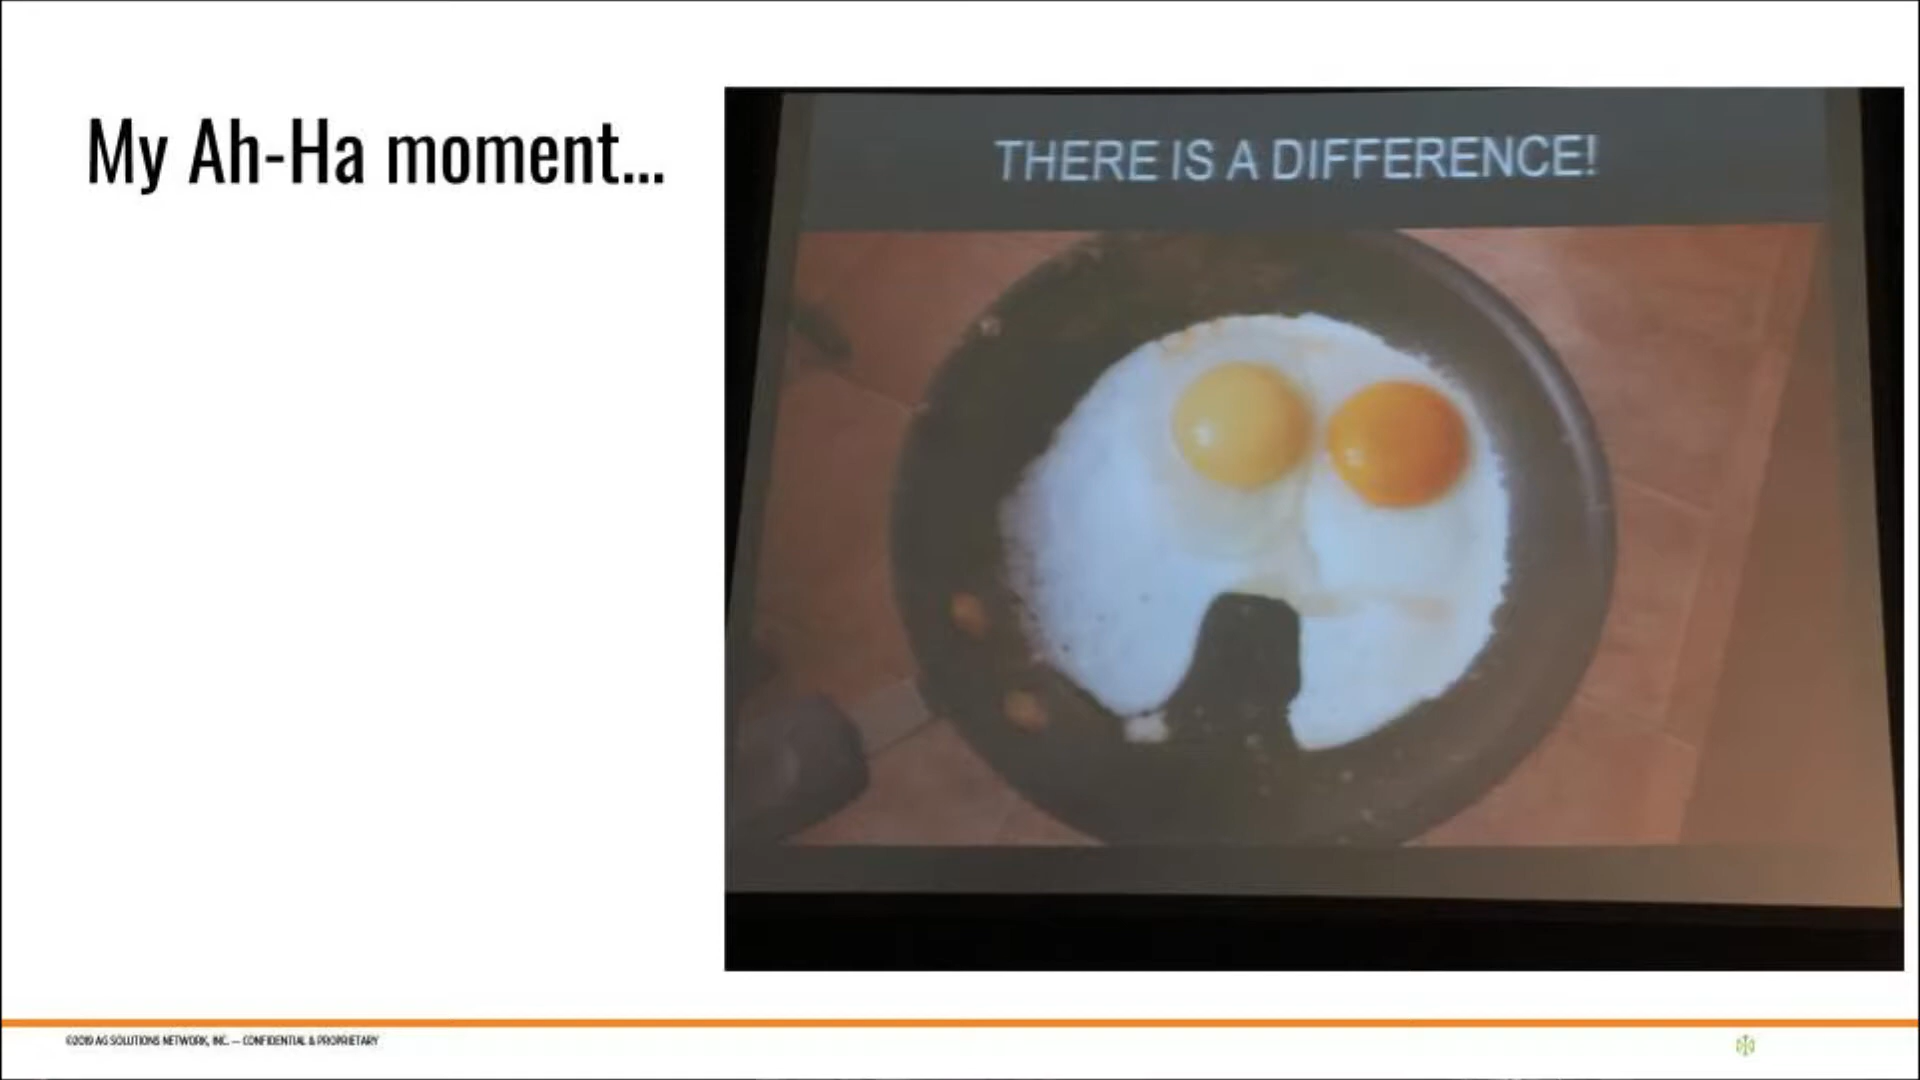 My Ah-Ha moment...
THERE IS A DIFFERENCE!
©2019 AG SOLUTIONS NETWORK, INC. — CONFIDENTIAL & PROPRIETARY